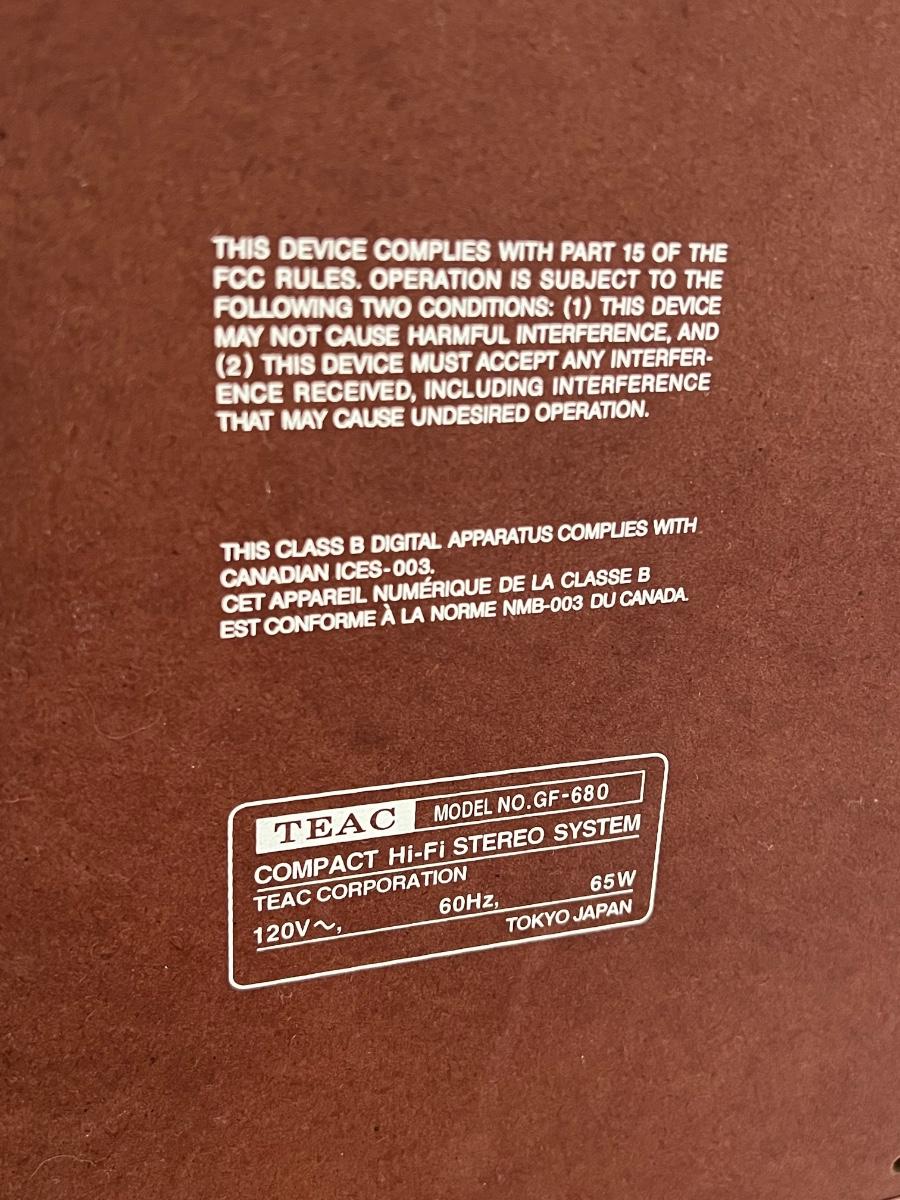 THIS DEVICE COMPLIES WITH PART 15 OF THE
FCC RULES. OPERATION IS SUBJECT TO THE
FOLLOWING TWO CONDITIONS: (1) THIS DEVICE
MAY NOT CAUSE HARMFUL INTERFERENCE, AND
(2) THIS DEVICE MUST ACCEPT ANY INTERFER-
ENCE RECEIVED, INCLUDING INTERFERENCE
THAT MAY CAUSE UNDESIRED OPERATION.
THIS CLASS B DIGITAL APPARATUS COMPLIES WITH
CANADIAN ICES-003.
CET APPAREIL NUMÉRIQUE DE LA CLASSE B
EST CONFORME À LA NORME NMB-003 DU CANADA.
TEAC MODEL NO.GF-680
COMPACT Hi-Fi STEREO SYSTEM
TEAC CORPORATION
120V～, 60Hz, 65W
TOKYO JAPAN